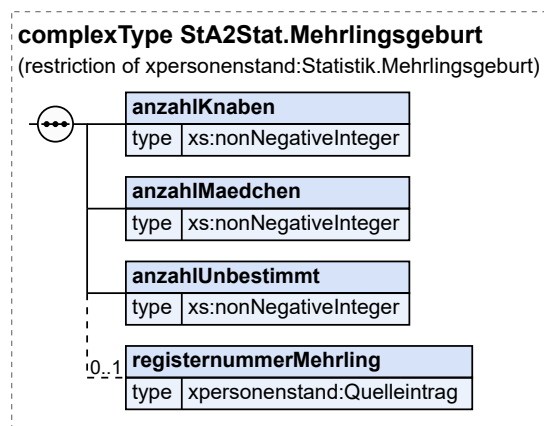 complexType StA2Stat.Mehrlingsgeburt
(restriction of xpersonenstand:Statistik.Mehrlingsgeburt)
anzahlKnaben
type xs:nonNegativeInteger
anzahlMaedchen
type xs:nonNegativeInteger
anzahlUnbestimmt
type xs:nonNegativeInteger
0..1
registernummerMehrling
type xpersonenstand:Quelleintrag